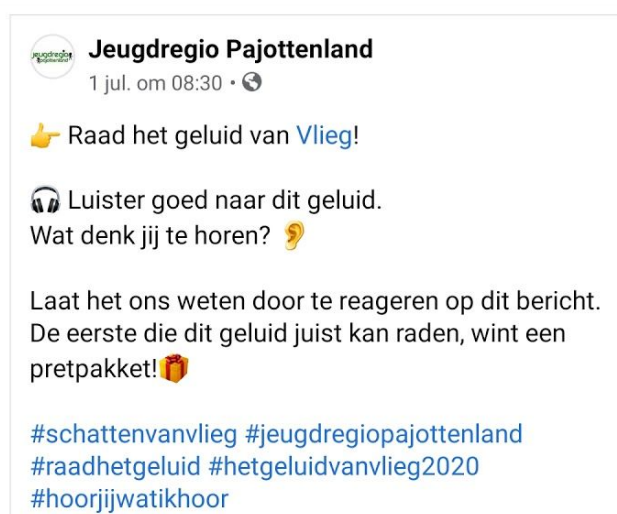 jeugdregio
pajottenland
Jeugdregio Pajottenland
1 jul. om 08:30 •
👉 Raad het geluid van Vlieg!
🎧 Luister goed naar dit geluid.
Wat denk jij te horen? 👂
Laat het ons weten door te reageren op dit bericht.
De eerste die dit geluid juist kan raden, wint een
pretpakket!🎁
#schattenvanvlieg #jeugdregiopajottenland
#raadhetgeluid #hetgeluidvanvlieg2020
#hoorjijwatikhoor